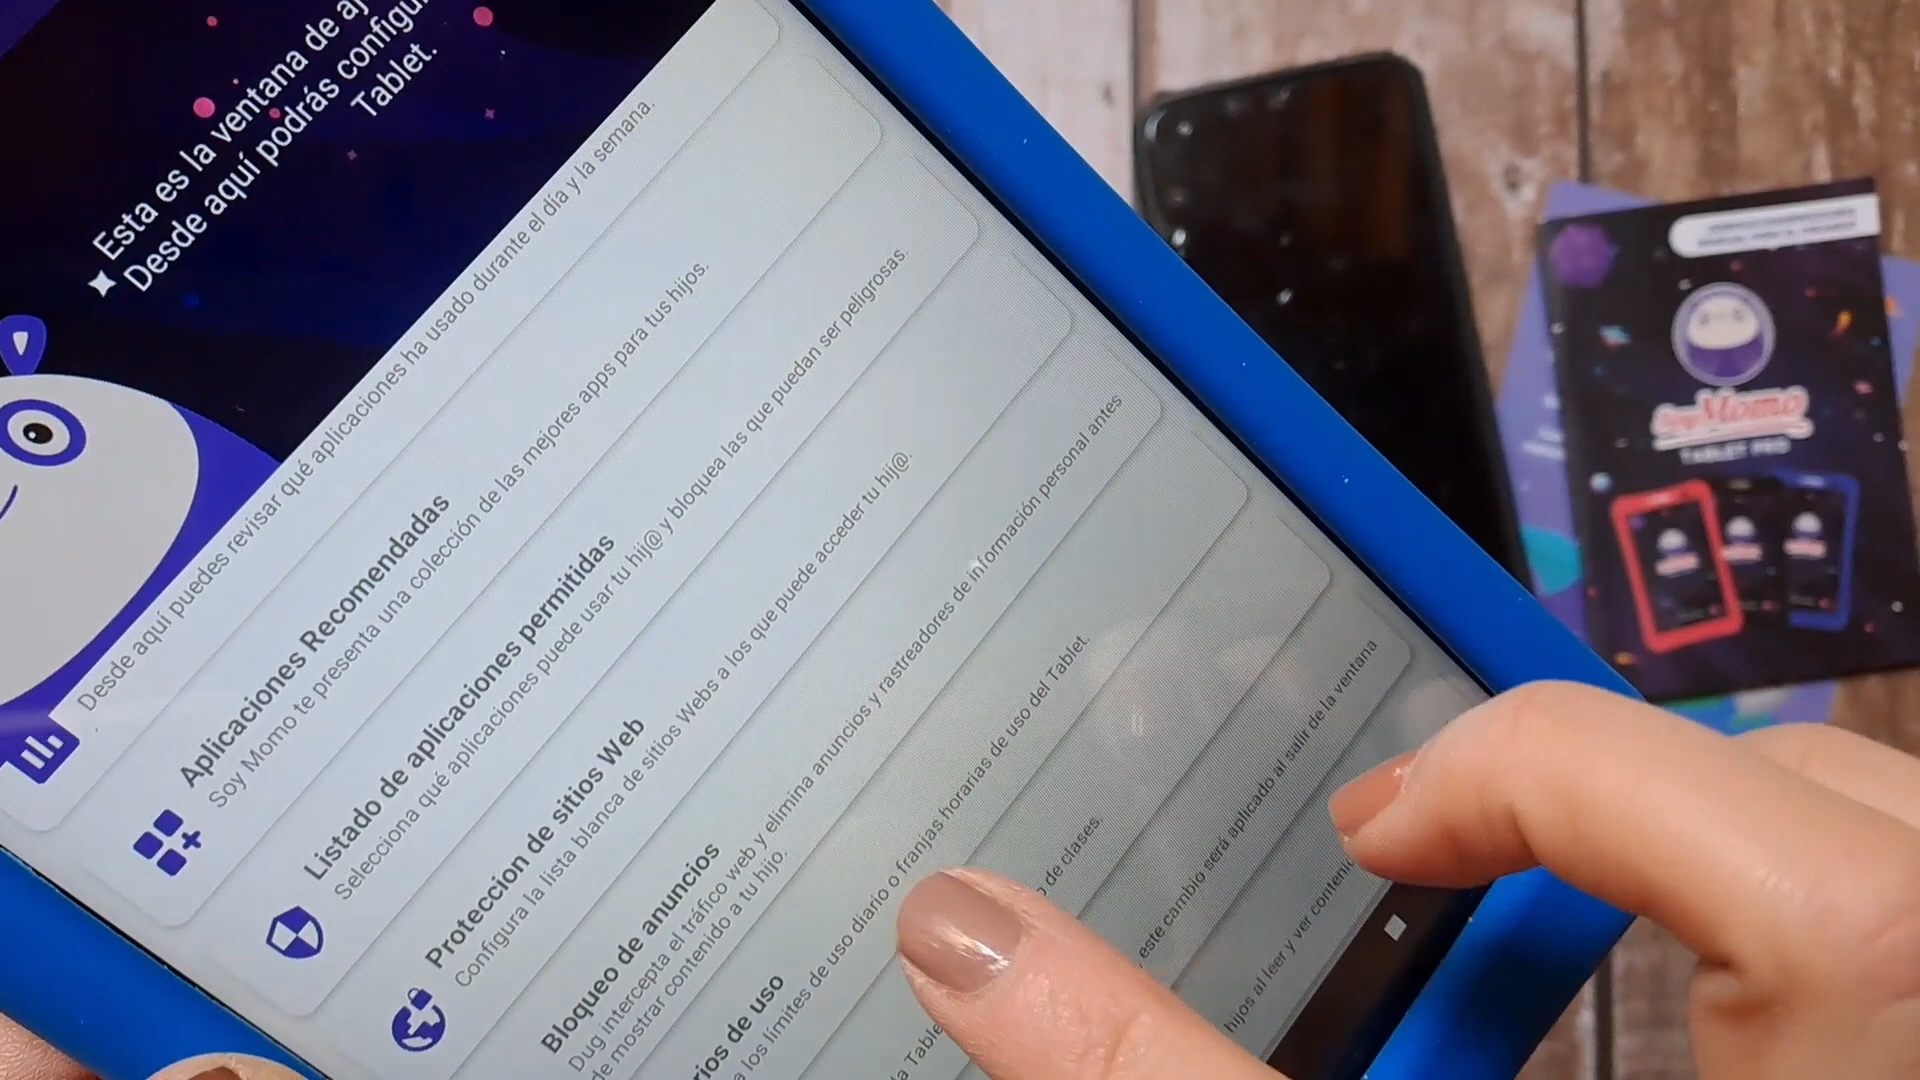 Esta es la ventana de aj
Desde aquí podrás configur
Tablet.
Desde aquí puedes revisar qué aplicaciones ha usado durante el día y la semana.
Aplicaciones Recomendadas
Soy Momo te presenta una colección de las mejores apps para tus hijos.
Listado de aplicaciones permitidas
Selecciona qué aplicaciones puede usar tu hij@ y bloquea las que puedan ser peligrosas.
Proteccion de sitios Web
Configura la lista blanca de sitios Webs a los que puede acceder tu hij@.
Bloqueo de anuncios
Dug intercepta el tráfico web y elimina anuncios y rastreadores de información personal antes
de mostrar contenido a tu hijo.
rios de uso
a los límites de uso diario o franjas horarias de uso del Tablet.
o de clases.
la Table
, este cambio será aplicado al salir de la ventana
hijos al leer y ver conteni
SoyMomo
TABLET PRO